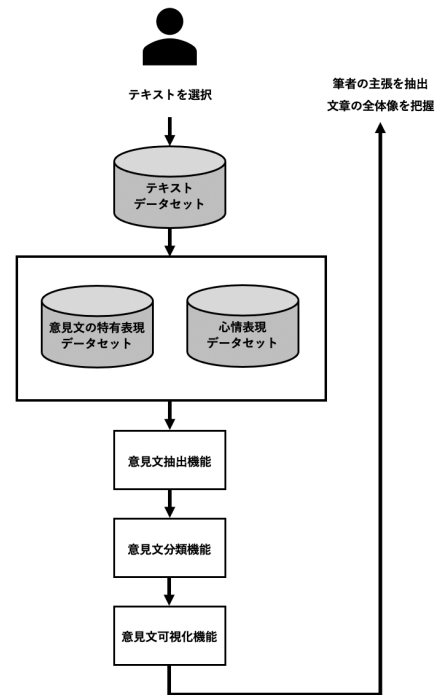 テキストを選択
筆者の主張を抽出
文章の全体像を把握
テキスト
データセット
意見文の特有表現
データセット
心情表現
データセット
意見文抽出機能
意見文分類機能
意見文可視化機能